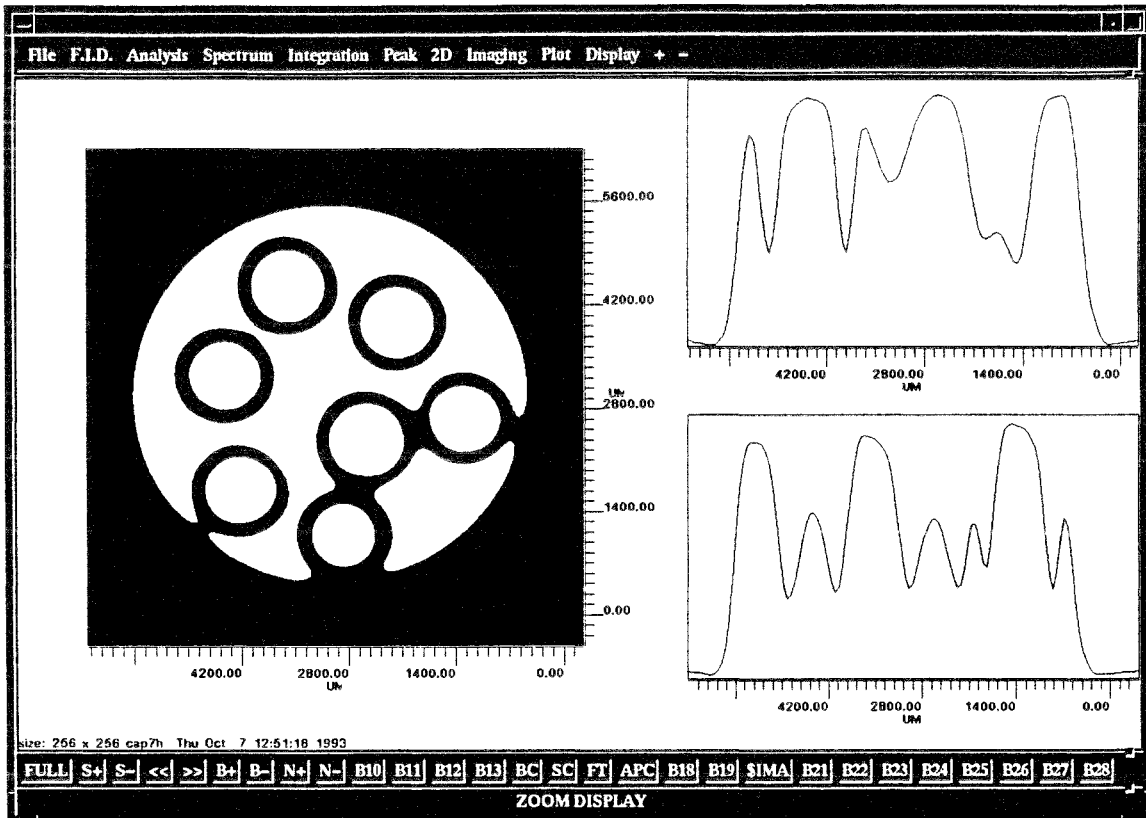 File F.I.D. Analysis Spectrum Integration Peak 2D Imaging Plot Display + -
5600.00
4200.00
UM
2800.00
1400.00
0.00
4200.00 2800.00 1400.00 0.00
UM
4200.00 2800.00 1400.00 0.00
UM
4200.00 2800.00 1400.00 0.00
UM
size: 256 x 256 cap7h Thu Oct 7 12:51:18 1993
FULL S+ S- << >> B+ B- N+ N- B10 B11 B12 B13 BC SC FT APC B18 B19 $IMA B21 B22 B23 B24 B25 B26 B27 B28
ZOOM DISPLAY